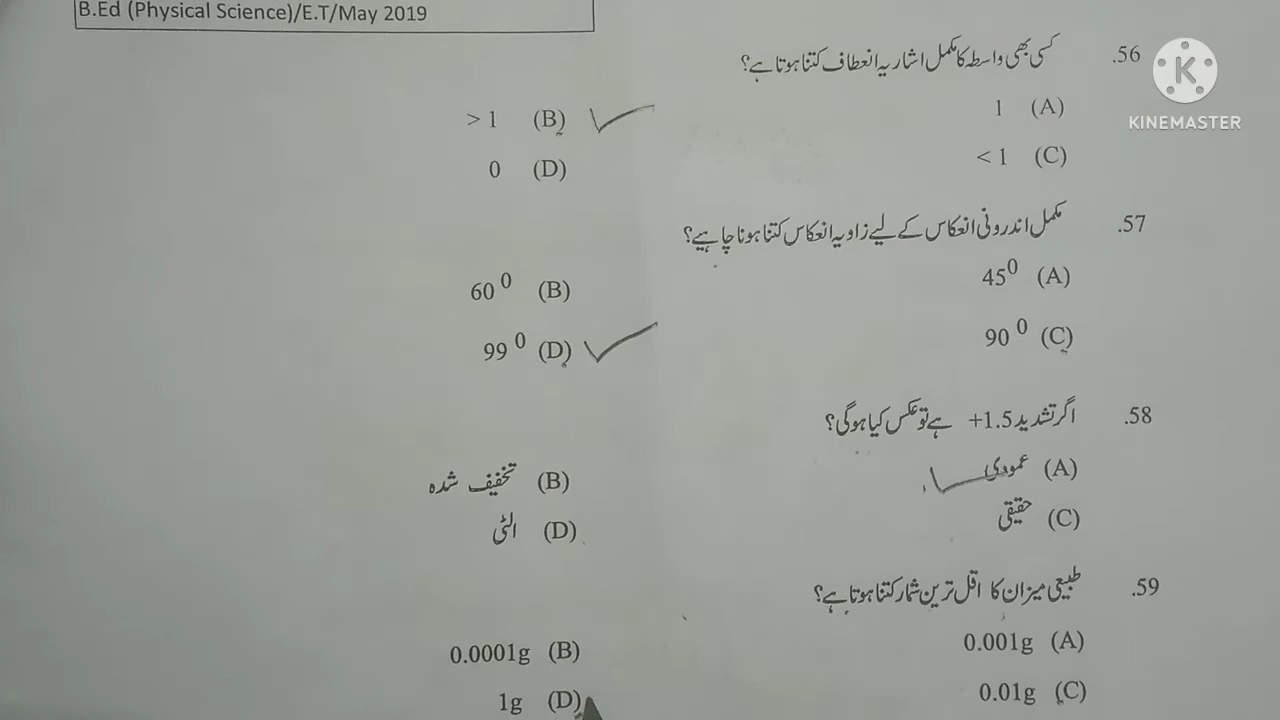 B.Ed (Physical Science)/E.T/May 2019
KINEMASTER
56. کسی بھی واسطہ کا مکمل اشاریہ انعطاف کتنا ہوتا ہے؟
(A) 1 (B) > 1
(C) < 1 (D) 0
57. مکمل اندرونی انعکاس کے لیے زاویہ انعکاس کتنا ہونا چاہیے؟
(A) 45⁰ (B) 60⁰
(C) 90⁰ (D) 99⁰
58. اگر تشدید 1.5+ ہے تو عکس کیا ہوگی؟
(A) عمودی (B) تخفیف شدہ
(C) حقیقی (D) الٹی
59. طبیعی میزان کا اقل ترین شمار کتنا ہوتا ہے؟
(A) 0.001g (B) 0.0001g
(C) 0.01g (D) 1g